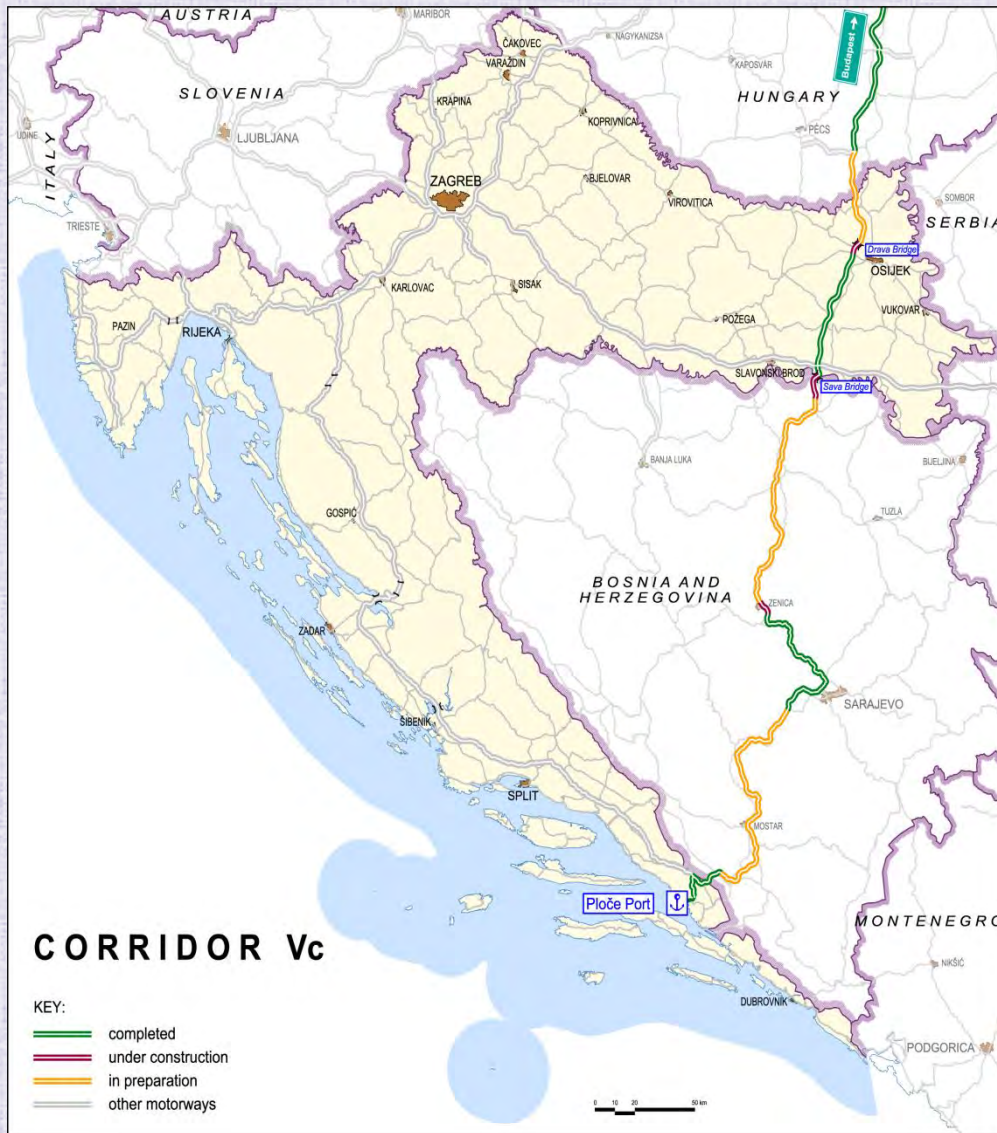 AUSTRIA
MARIBOR
NAGYKANIZSA
Budapest
ČAKOVEC
VARAŽDIN
KAPOSVAR
SLOVENIA
HUNGARY
KRAPINA
KOPRIVNICA
UDINE
LJUBLJANA
PÉCS
ITALY
ZAGREB
BJELOVAR
VIROVITICA
SOMBOR
TRIESTE
SERBIA
Drava Bridge
OSIJEK
KARLOVAC
SISAK
VUKOVAR
PAZIN
RIJEKA
POŽEGA
SLAVONSKI BROD
Sava Bridge
BANJA LUKA
BIJELJINA
GOSPIĆ
TUZLA
BOSNIA AND
HERZEGOVINA
ZENICA
ZADAR
SARAJEVO
ŠIBENIK
SPLIT
MOSTAR
Ploče Port
MONTENEGRO
CORRIDOR Vc
NIKŠIĆ
DUBROVNIK
KEY:
completed
under construction
PODGORICA
in preparation
other motorways
0 10 20 50 km